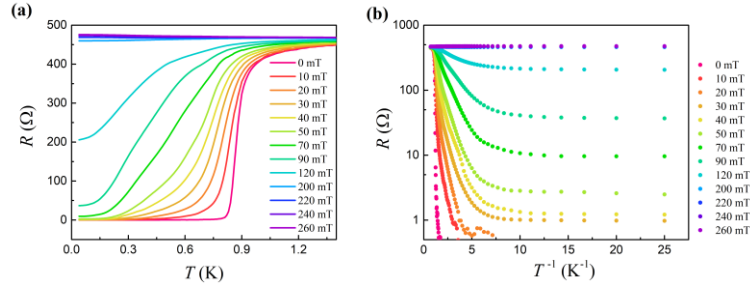 (a)
500
400
300
200
100
0
R (Ω)
0.0 0.3 0.6 0.9 1.2
T (K)
0 mT
10 mT
20 mT
30 mT
40 mT
50 mT
70 mT
90 mT
120 mT
200 mT
220 mT
240 mT
260 mT
(b)
1000
100
10
1
R (Ω)
0 5 10 15 20 25
T⁻¹ (K⁻¹)
0 mT
10 mT
20 mT
30 mT
40 mT
50 mT
70 mT
90 mT
120 mT
200 mT
220 mT
240 mT
260 mT